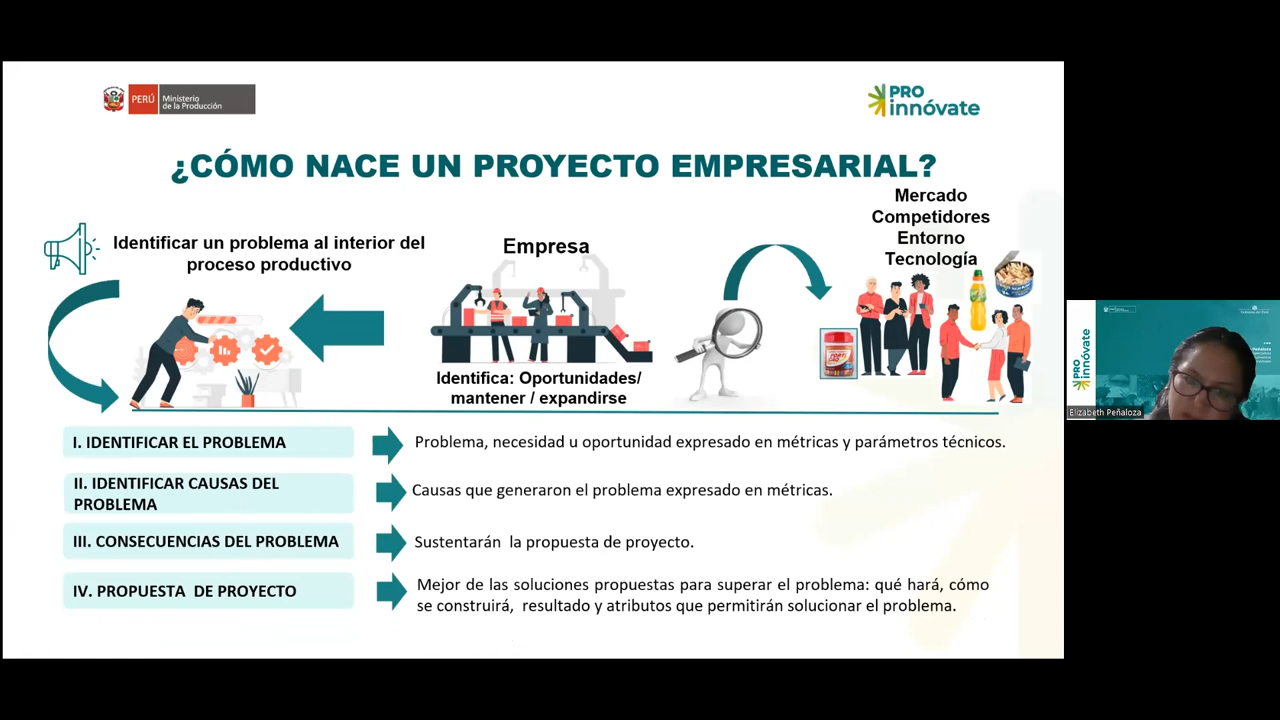 PERÚ
Ministerio
de la Producción
PRO
innóvate
¿CÓMO NACE UN PROYECTO EMPRESARIAL?
Identificar un problema al interior del
proceso productivo
Empresa
Identifica: Oportunidades/
mantener / expandirse
Mercado
Competidores
Entorno
Tecnología
I. IDENTIFICAR EL PROBLEMA
Problema, necesidad u oportunidad expresado en métricas y parámetros técnicos.
II. IDENTIFICAR CAUSAS DEL
PROBLEMA
Causas que generaron el problema expresado en métricas.
III. CONSECUENCIAS DEL PROBLEMA
Sustentarán la propuesta de proyecto.
IV. PROPUESTA DE PROYECTO
Mejor de las soluciones propuestas para superar el problema: qué hará, cómo
se construirá, resultado y atributos que permitirán solucionar el problema.
PRO
innóvate
Elizabeth Peñaloza